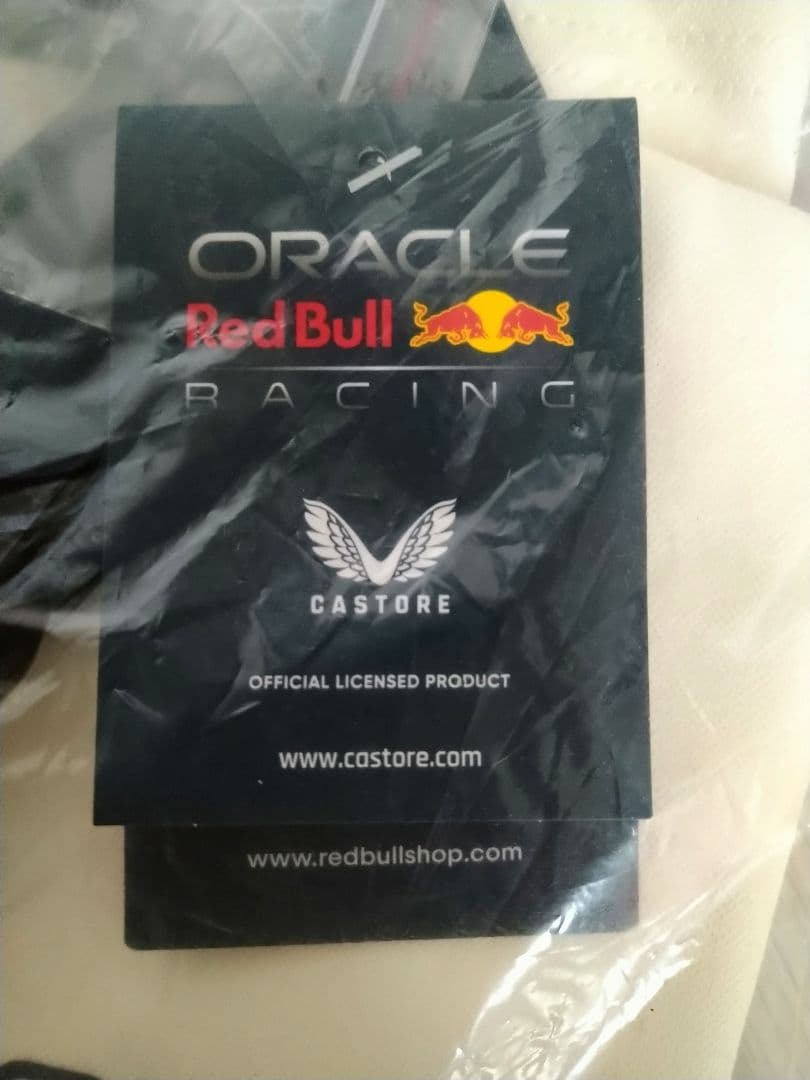 ORACLE
Red Bull
RACING
CASTORE
OFFICIAL LICENSED PRODUCT
www.castore.com
www.redbullshop.com